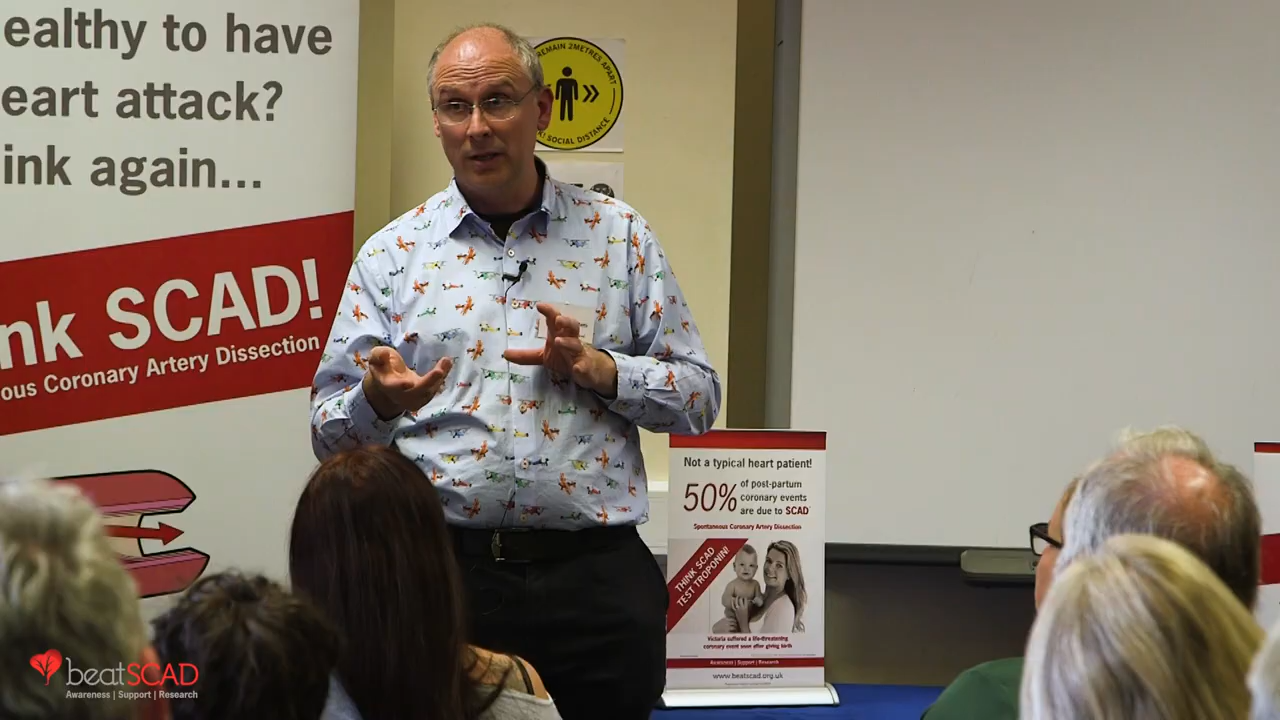 ealthy to have
eart attack?
ink again...
nk SCAD!
ous Coronary Artery Dissection
REMAIN 2METRES APART
SOCIAL DISTANCE
Not a typical heart patient!
50% of post-partum
coronary events
are due to SCAD
Spontaneous Coronary Artery Dissection
THINK SCAD
TEST TROPONIN!
Victoria suffered a life-threatening
coronary event soon after giving birth
Awareness | Support | Research
www.beatscad.org.uk
beatSCAD
Awareness | Support | Research